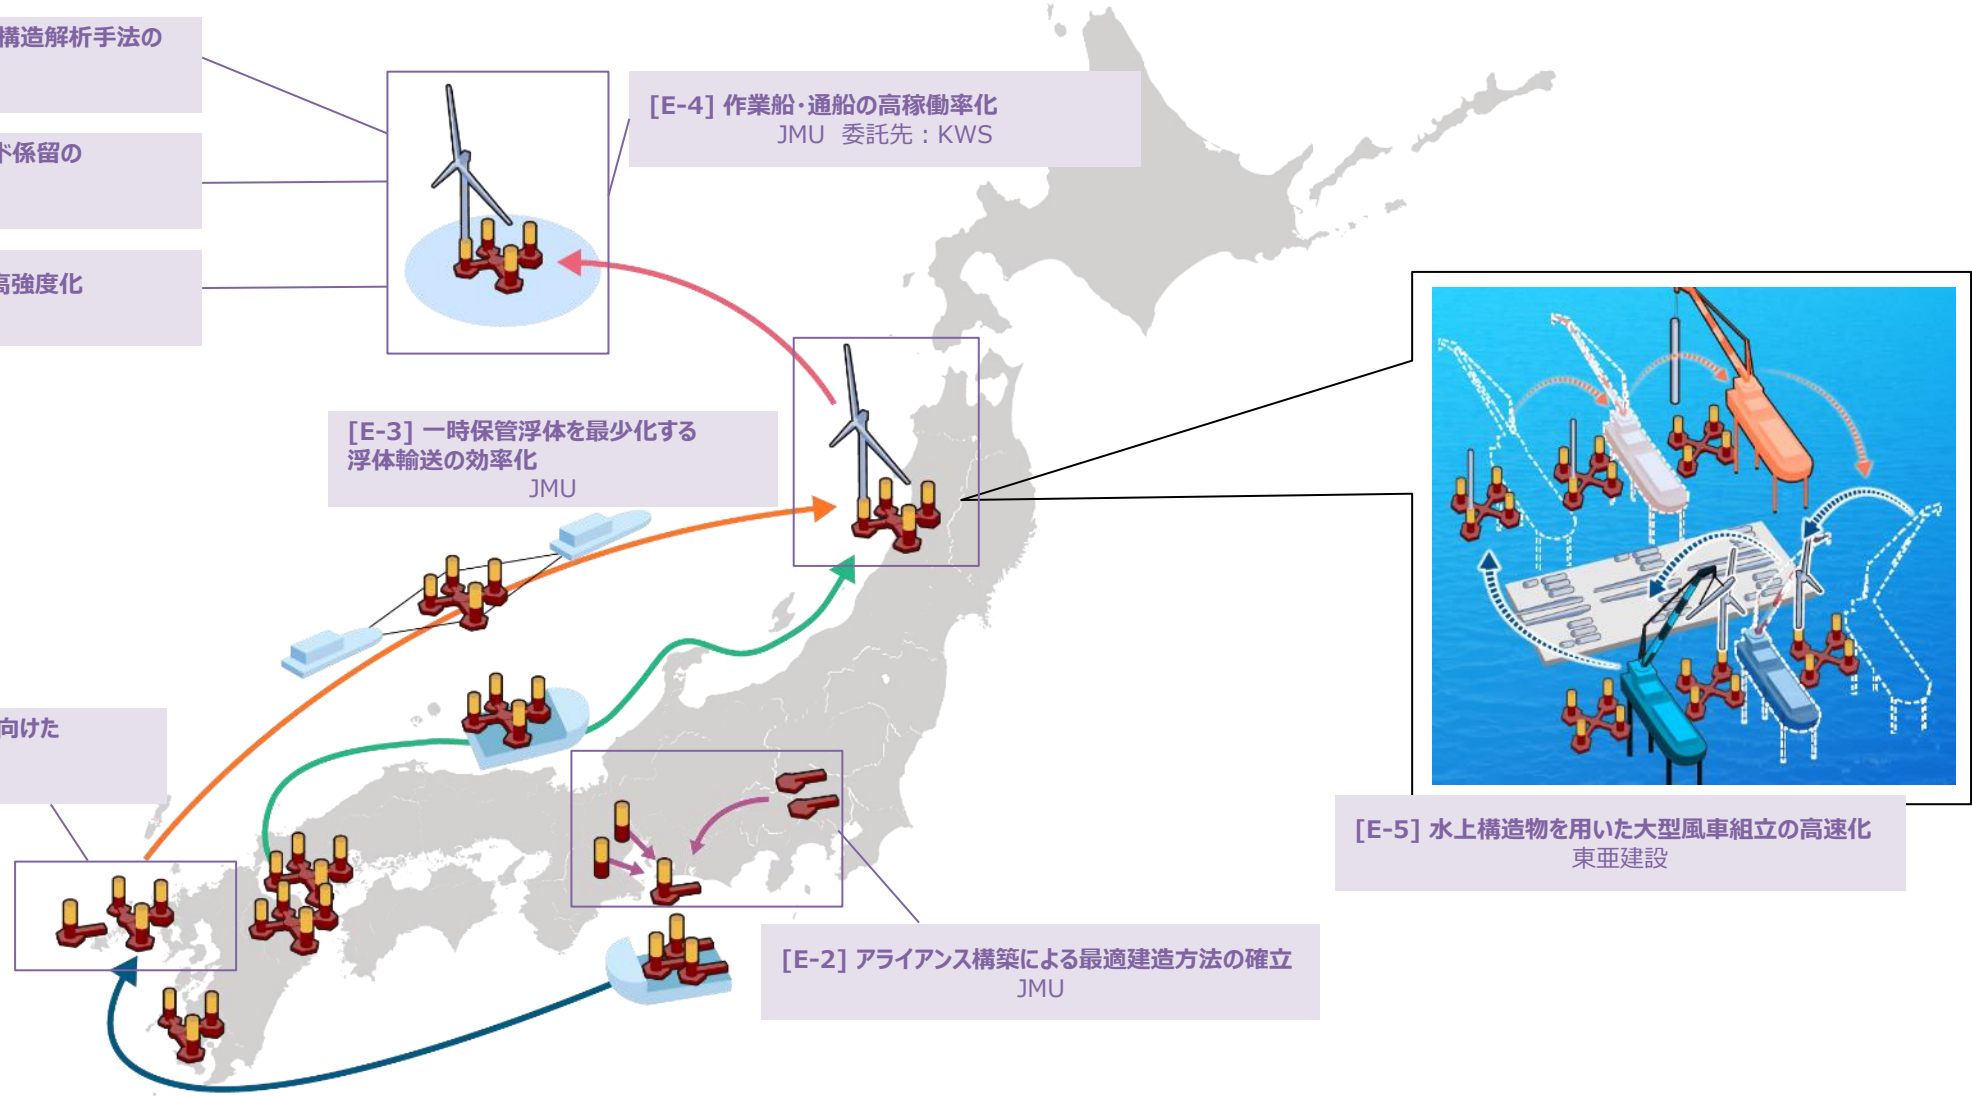 構造解析手法の
[E-4] 作業船・通船の高稼働率化
JMU 委託先：KWS
ド係留の
高強度化
[E-3] 一時保管浮体を最少化する
浮体輸送の効率化
JMU
向けた
[E-5] 水上構造物を用いた大型風車組立の高速化
東亜建設
[E-2] アライアンス構築による最適建造方法の確立
JMU